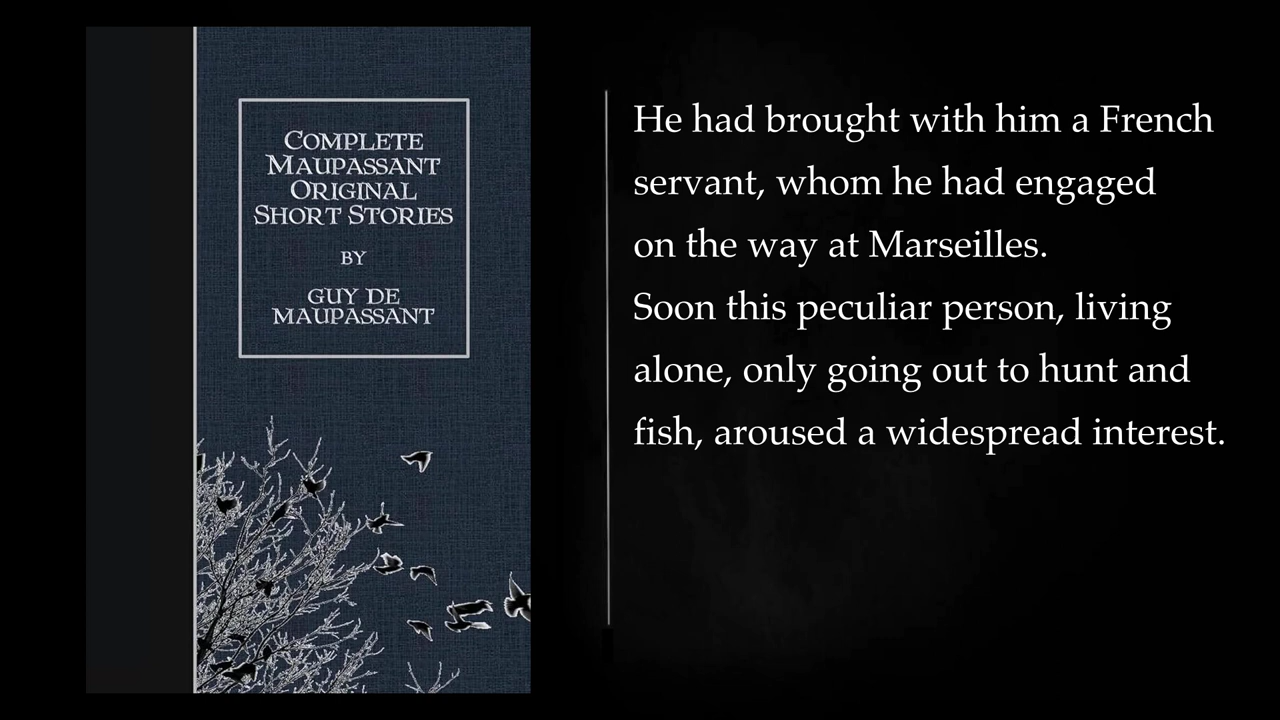 COMPLETE
MAUPASSANT
ORIGINAL
SHORT STORIES
BY
GUY DE
MAUPASSANT
He had brought with him a French
servant, whom he had engaged
on the way at Marseilles.
Soon this peculiar person, living
alone, only going out to hunt and
fish, aroused a widespread interest.